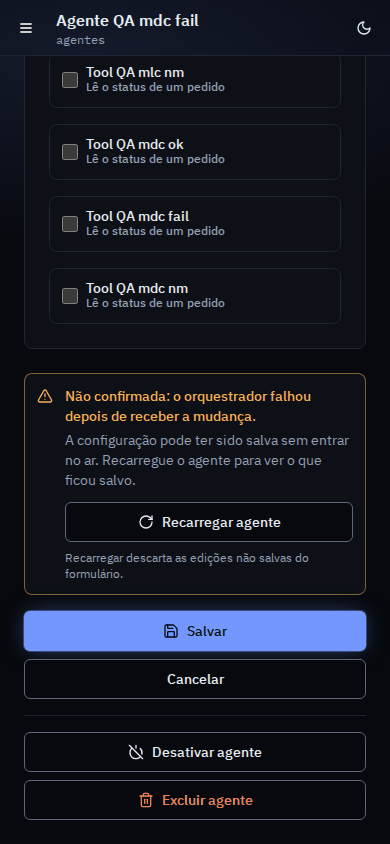 Agente QA mdc fail
agentes
Tool QA mlc nm
Lê o status de um pedido
Tool QA mdc ok
Lê o status de um pedido
Tool QA mdc fail
Lê o status de um pedido
Tool QA mdc nm
Lê o status de um pedido
Não confirmada: o orquestrador falhou
depois de receber a mudança.
A configuração pode ter sido salva sem entrar
no ar. Recarregue o agente para ver o que
ficou salvo.
Recarregar agente
Recarregar descarta as edições não salvas do
formulário.
Salvar
Cancelar
Desativar agente
Excluir agente